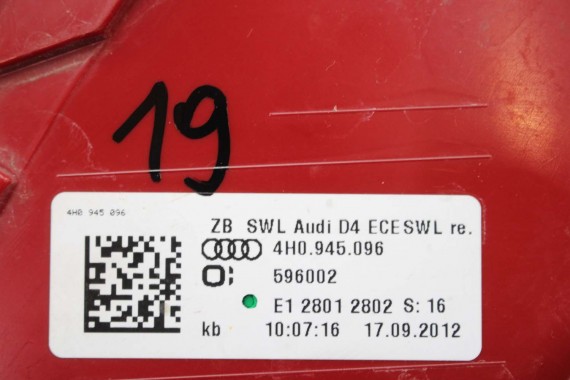 19
4H0 945 096
ZB SWL Audi D4 ECESWL re.
4H0.945.096
596002
E1 2801 2802 S: 16
kb 10:07:16 17.09.2012